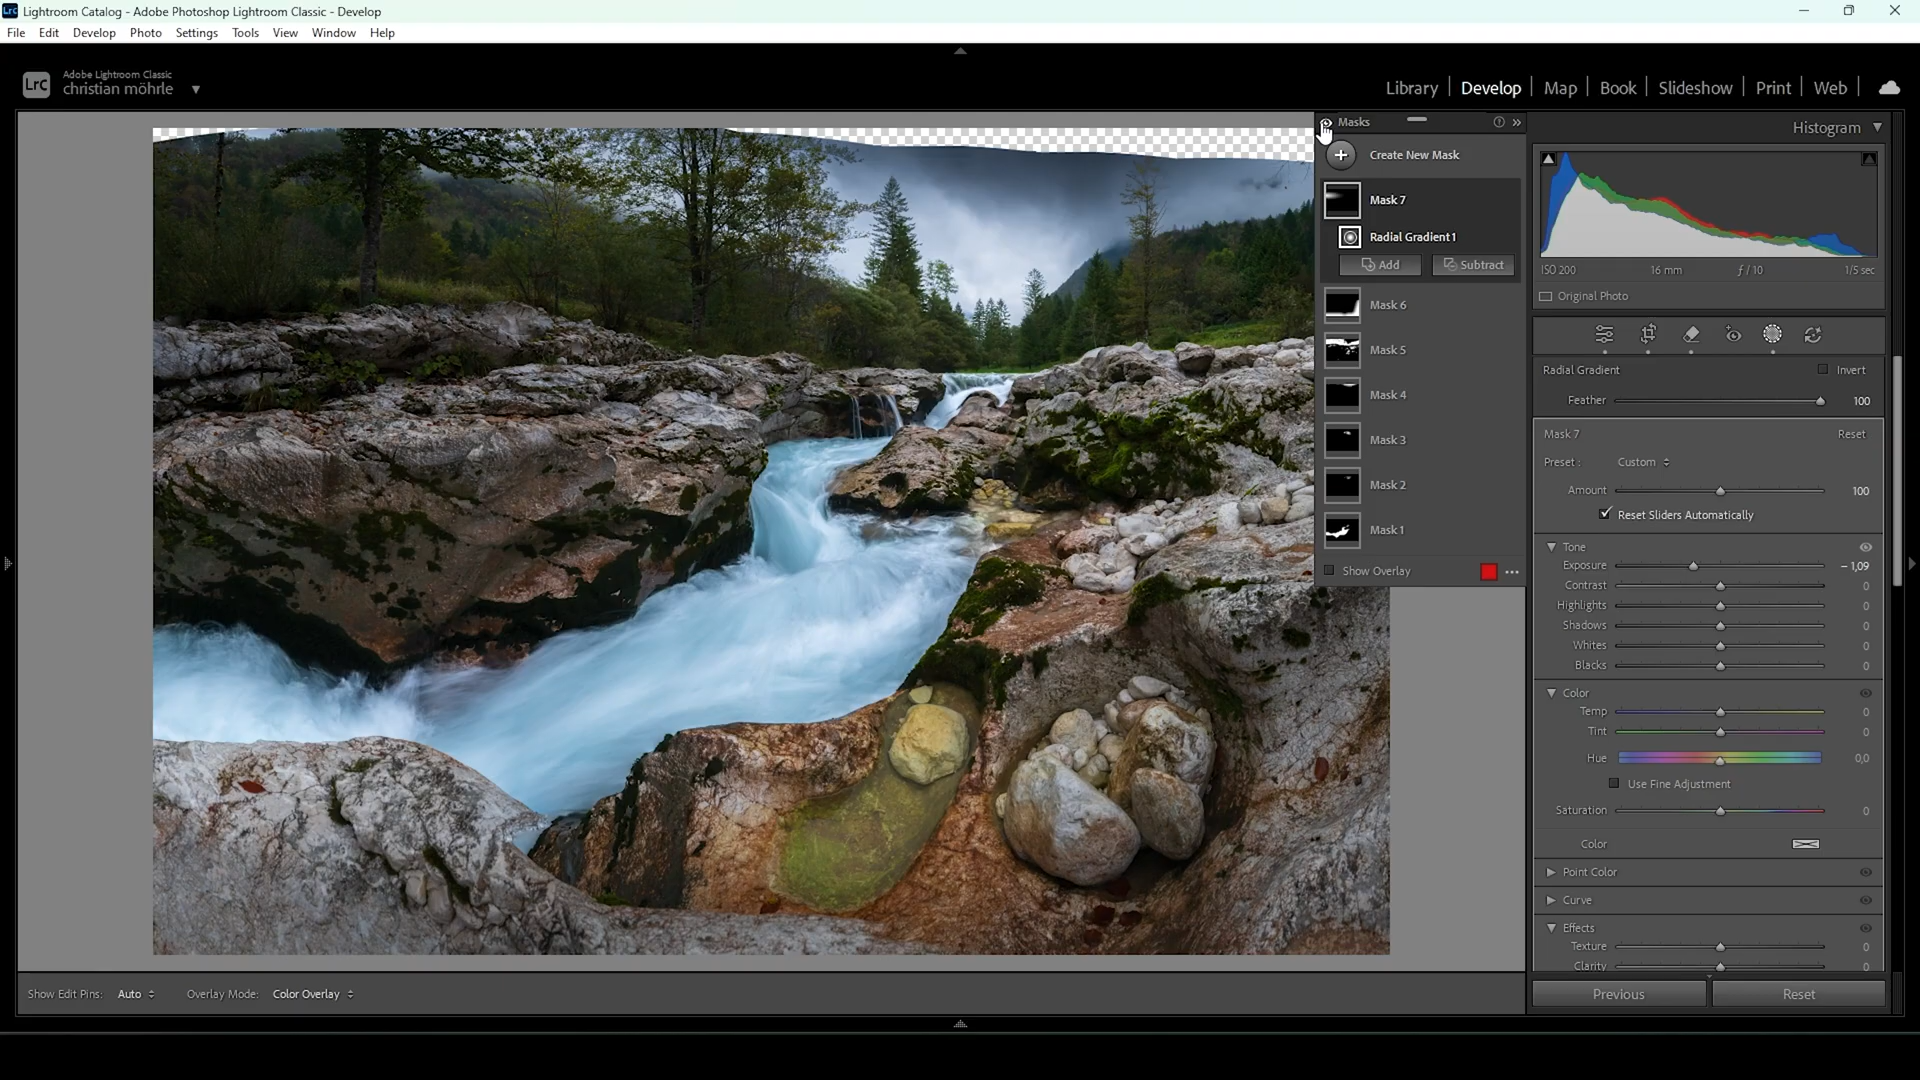 Lrc Lightroom Catalog - Adobe Photoshop Lightroom Classic - Develop
File Edit Develop Photo Settings Tools View Window Help
LrC
Adobe Lightroom Classic
christian möhrle
Library Develop Map Book Slideshow Print Web
Masks
Create New Mask
Mask 7
Radial Gradient 1
Add Subtract
Mask 6
Mask 5
Mask 4
Mask 3
Mask 2
Mask 1
Show Overlay
Histogram
ISO 200 16 mm ƒ / 10 1/5 sec
Original Photo
Radial Gradient Invert
Feather 100
Mask 7 Reset
Preset : Custom
Amount 100
Reset Sliders Automatically
Tone
Exposure – 1,09
Contrast 0
Highlights 0
Shadows 0
Whites 0
Blacks 0
Color
Temp 0
Tint 0
Hue 0,0
Use Fine Adjustment
Saturation 0
Color
Point Color
Curve
Effects
Texture 0
Clarity 0
Previous Reset
Show Edit Pins: Auto Overlay Mode: Color Overlay